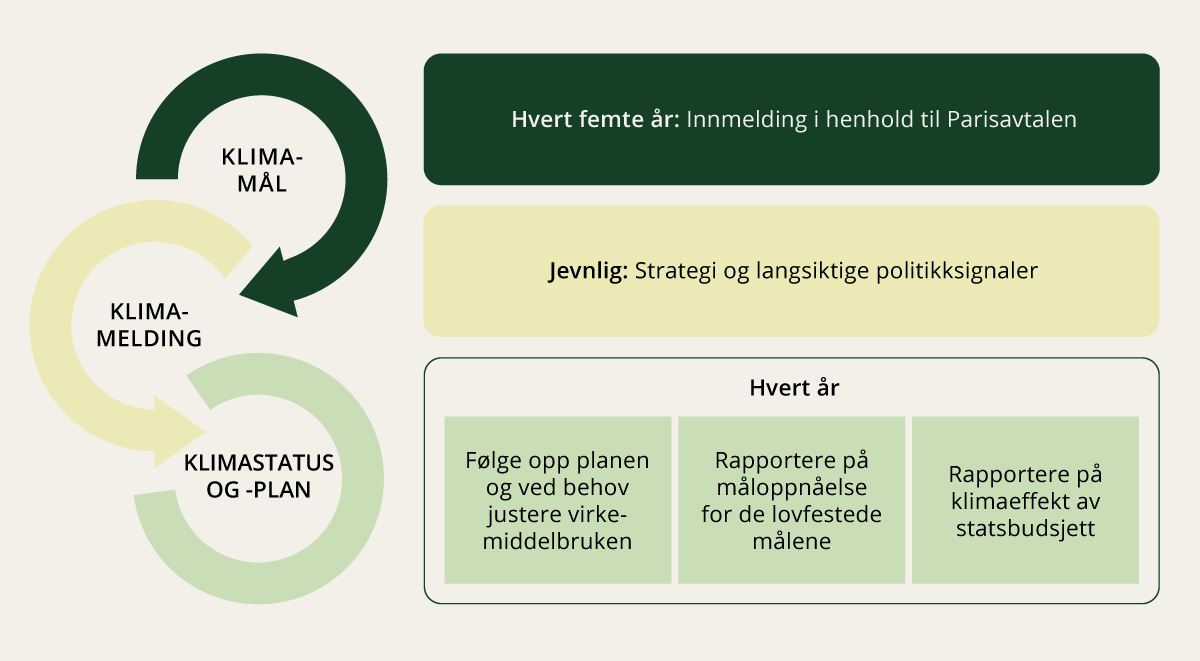 KLIMA-
MÅL
Hvert femte år: Innmelding i henhold til Parisavtalen
KLIMA-
MELDING
Jevnlig: Strategi og langsiktige politikksignaler
KLIMASTATUS
OG -PLAN
Hvert år
Følge opp planen
og ved behov
justere virke-
middelbruken
Rapportere på
måloppnåelse
for de lovfestede
målene
Rapportere på
klimaeffekt av
statsbudsjett